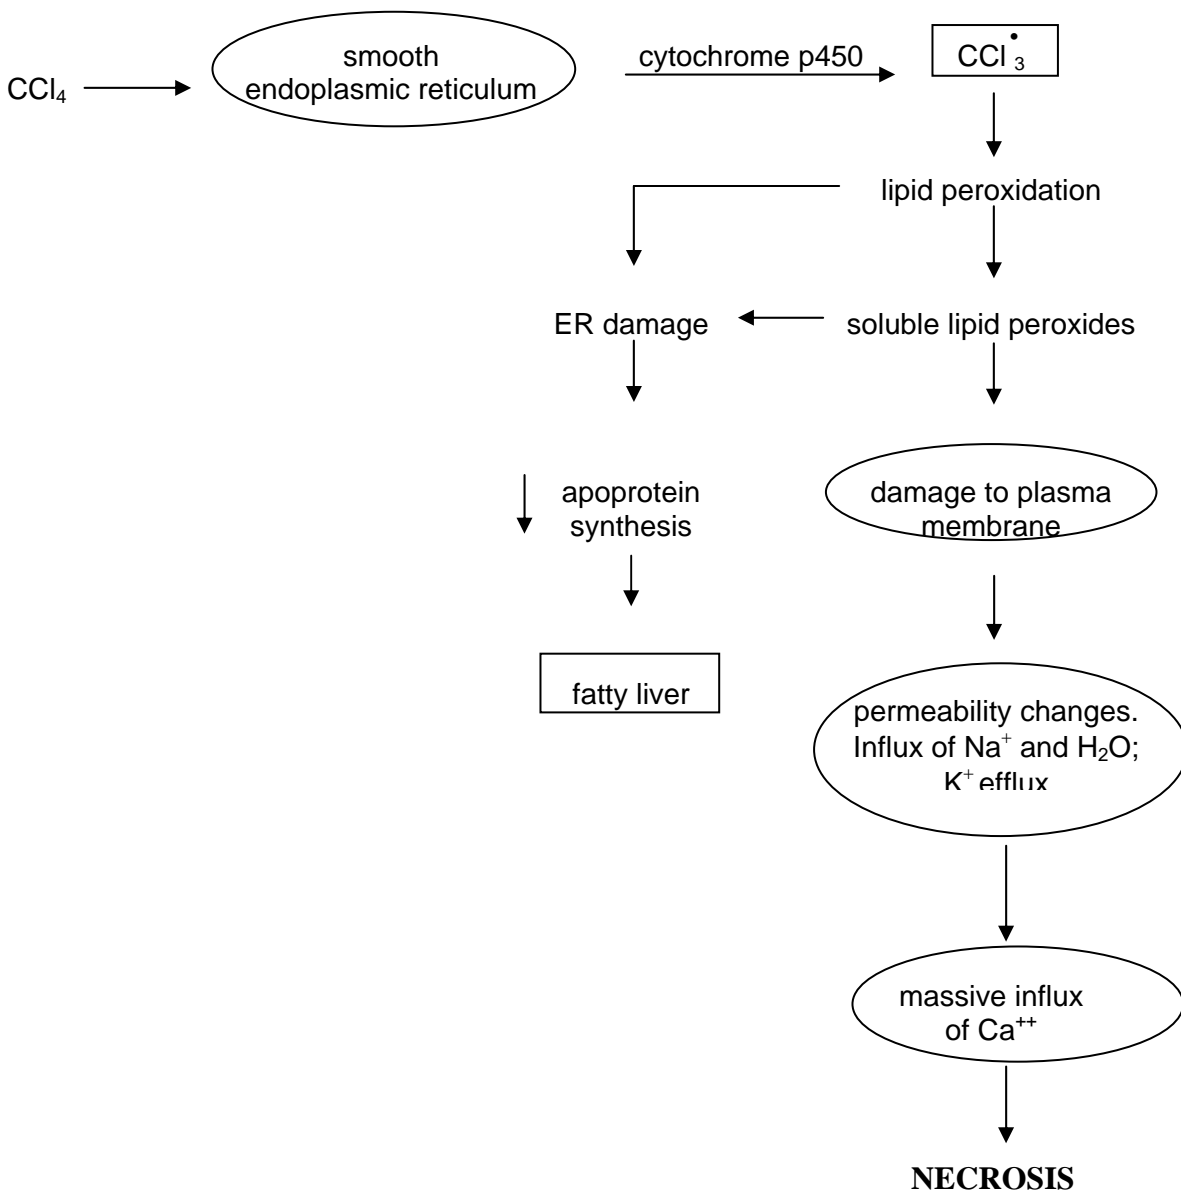 smooth
endoplasmic reticulum
cytochrome p450
CCl•₃
CCl₄
lipid peroxidation
ER damage
soluble lipid peroxides
apoprotein
synthesis
damage to plasma
membrane
fatty liver
permeability changes.
Influx of Na⁺ and H₂O;
K⁺ efflux
massive influx
of Ca⁺⁺
NECROSIS